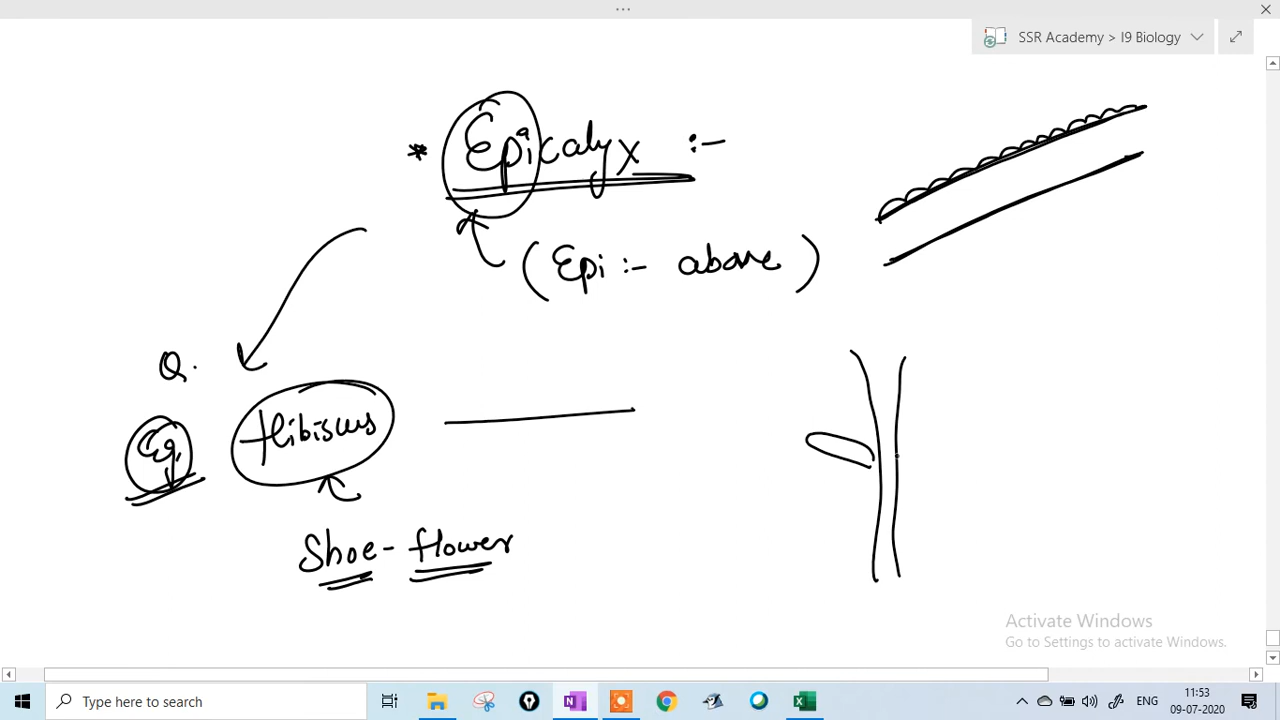 SSR Academy > I9 Biology
* Epicalyx :-
(Epi :- above)
Q.
Eg. Hibiscus
Shoe-flower
Activate Windows
Go to Settings to activate Windows.
Type here to search
ENG
11:53
09-07-2020